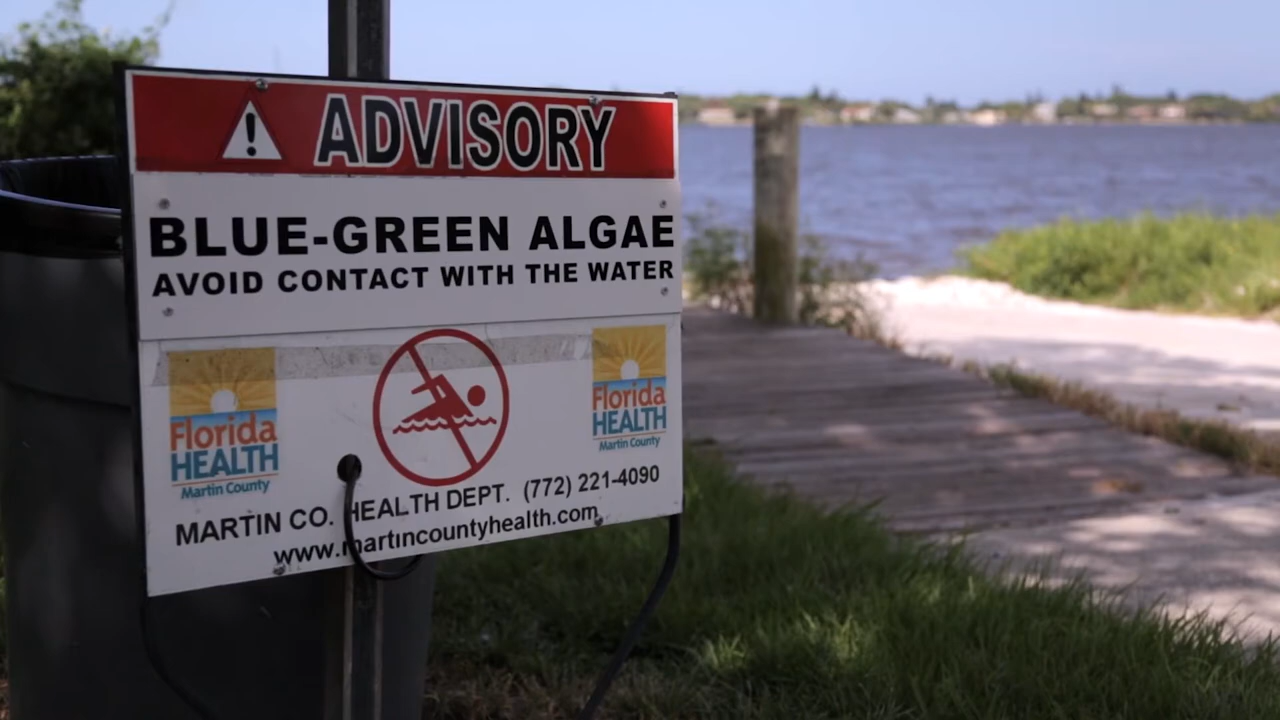 ADVISORY
BLUE-GREEN ALGAE
AVOID CONTACT WITH THE WATER
Florida
HEALTH
Martin County
Florida
HEALTH
Martin County
MARTIN CO. HEALTH DEPT. (772) 221-4090
www.martincountyhealth.com